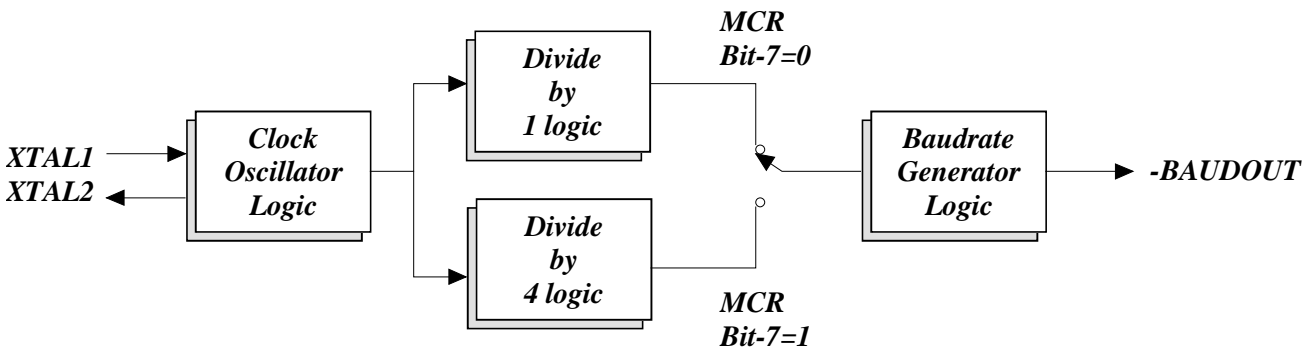 XTAL1
XTAL2
Clock
Oscillator
Logic
Divide
by
1 logic
MCR
Bit-7=0
Divide
by
4 logic
MCR
Bit-7=1
Baudrate
Generator
Logic
-BAUDOUT